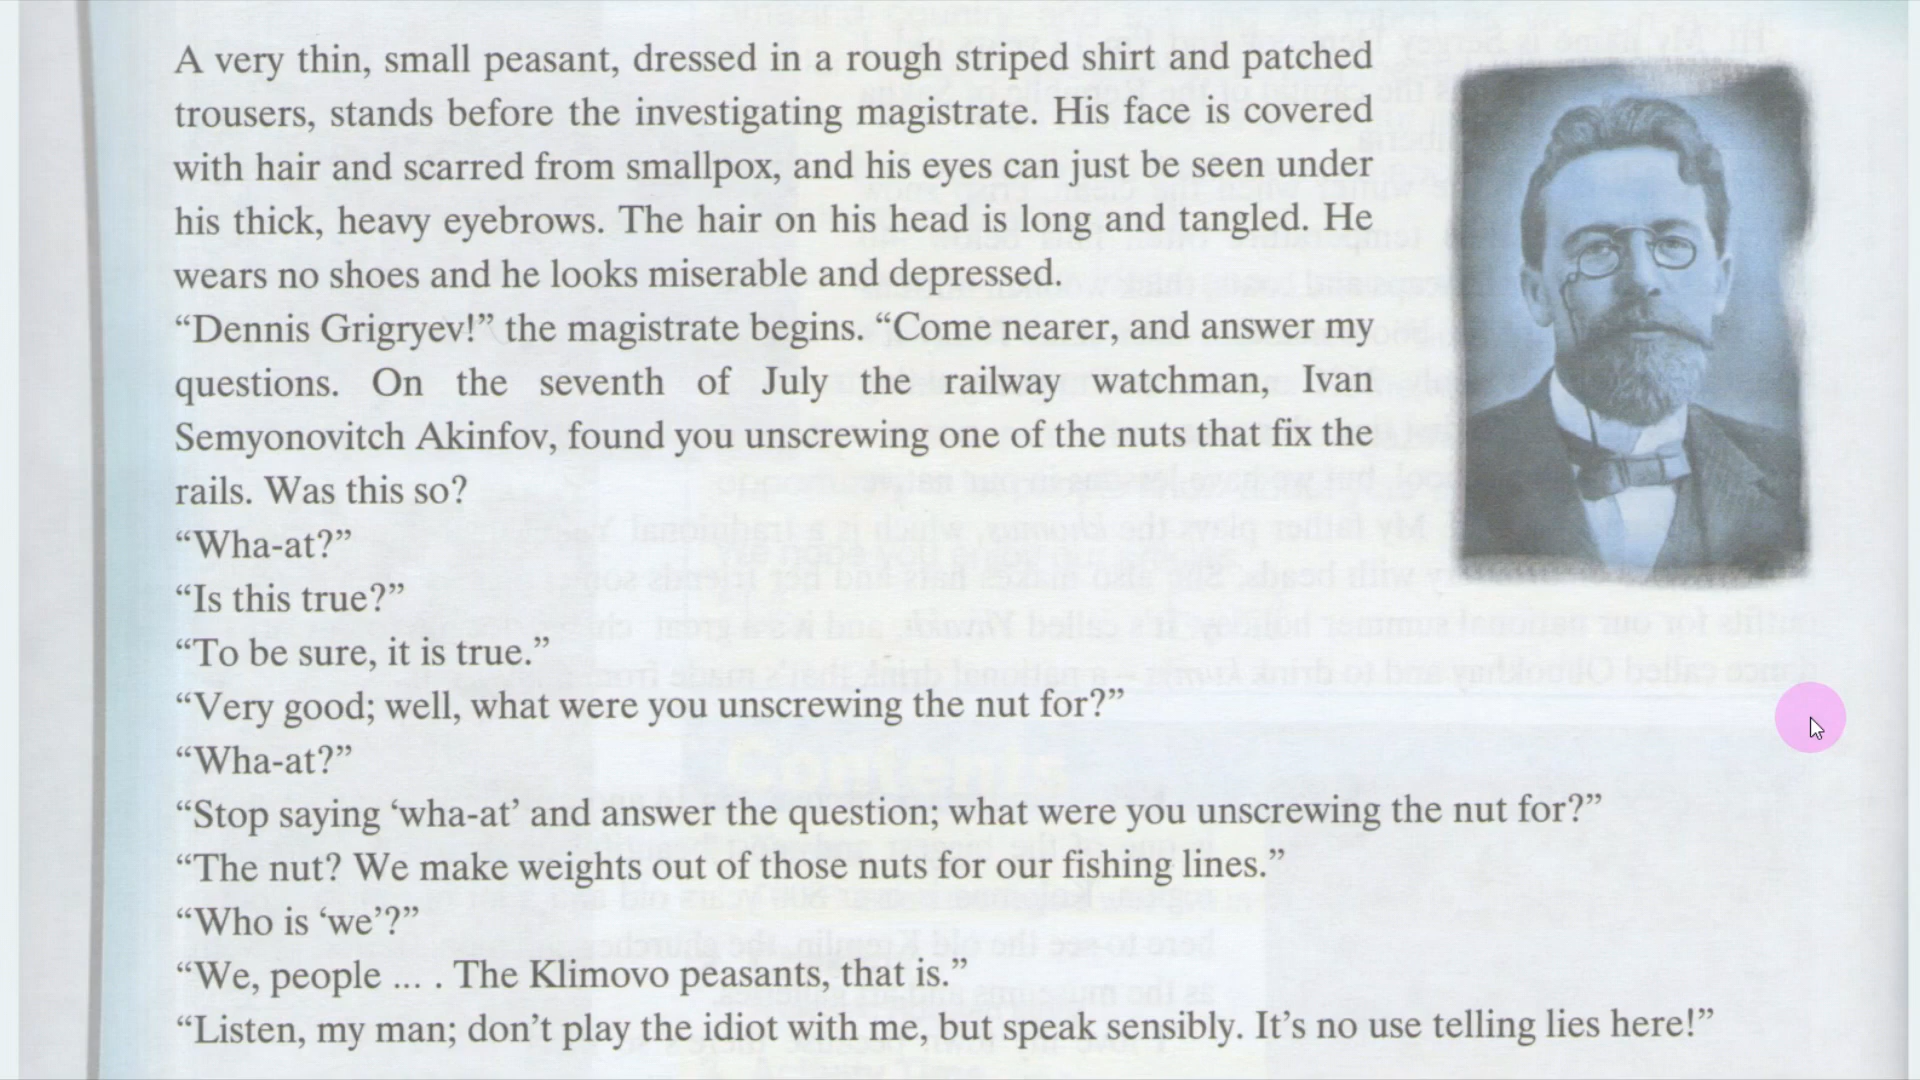 A very thin, small peasant, dressed in a rough striped shirt and patched
trousers, stands before the investigating magistrate. His face is covered
with hair and scarred from smallpox, and his eyes can just be seen under
his thick, heavy eyebrows. The hair on his head is long and tangled. He
wears no shoes and he looks miserable and depressed.
“Dennis Grigryev!” the magistrate begins. “Come nearer, and answer my
questions. On the seventh of July the railway watchman, Ivan
Semyonovitch Akinfov, found you unscrewing one of the nuts that fix the
rails. Was this so?
“Wha-at?”
“Is this true?”
“To be sure, it is true.”
“Very good; well, what were you unscrewing the nut for?”
“Wha-at?”
“Stop saying ‘wha-at’ and answer the question; what were you unscrewing the nut for?”
“The nut? We make weights out of those nuts for our fishing lines.”
“Who is ‘we’?”
“We, people ... . The Klimovo peasants, that is.”
“Listen, my man; don’t play the idiot with me, but speak sensibly. It’s no use telling lies here!”